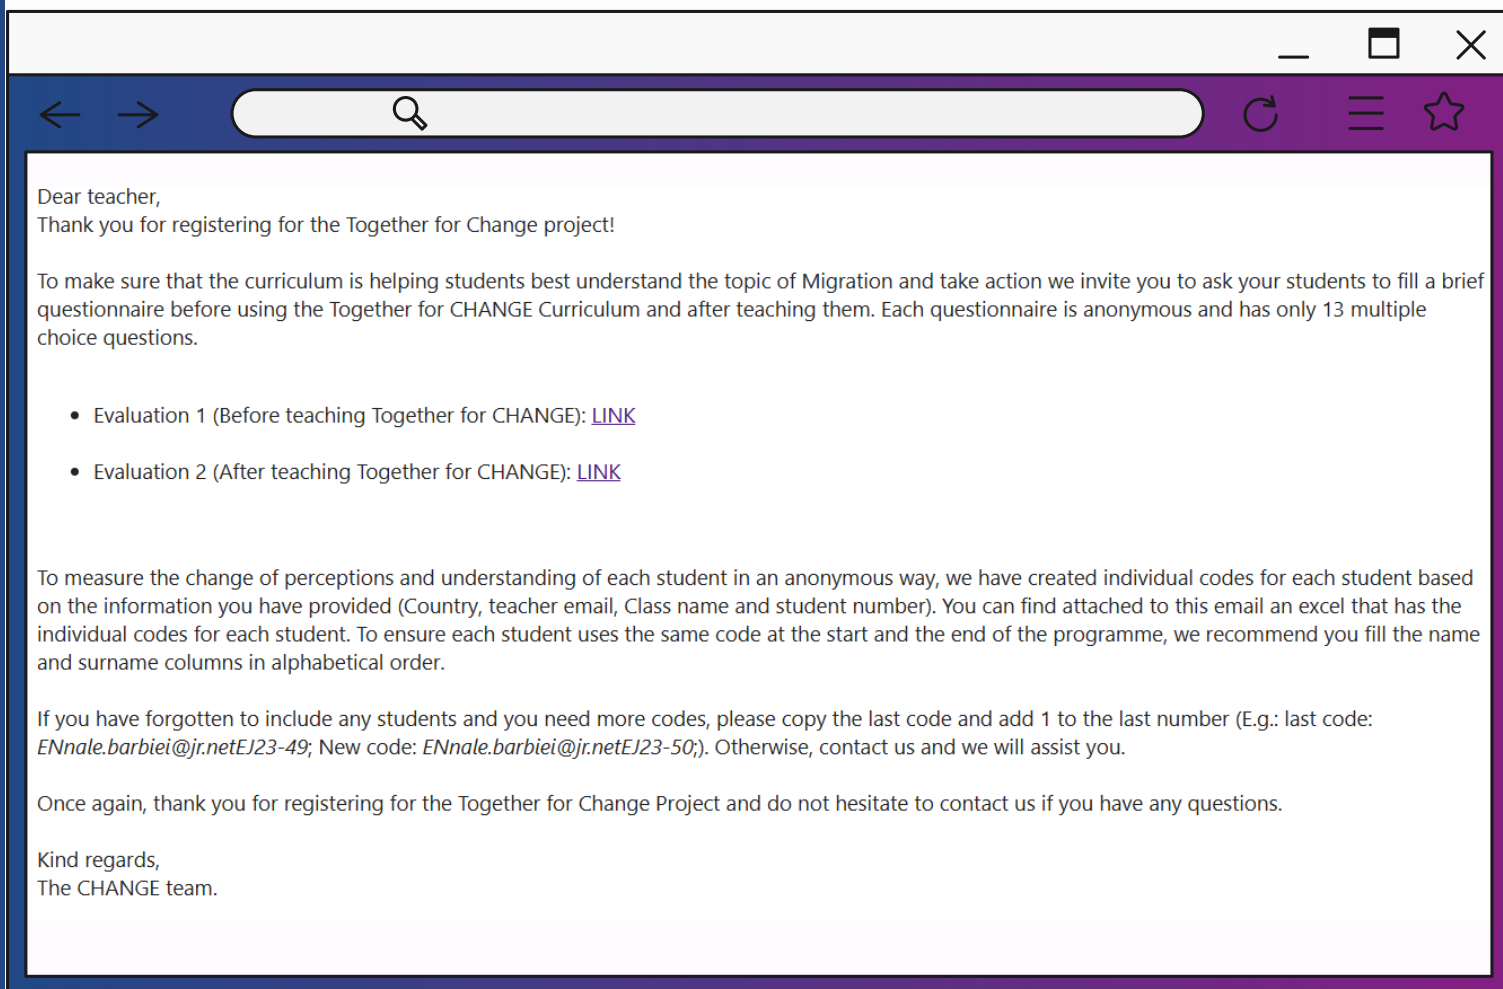 Dear teacher,
Thank you for registering for the Together for Change project!
To make sure that the curriculum is helping students best understand the topic of Migration and take action we invite you to ask your students to fill a brief
questionnaire before using the Together for CHANGE Curriculum and after teaching them. Each questionnaire is anonymous and has only 13 multiple
choice questions.
• Evaluation 1 (Before teaching Together for CHANGE): LINK
• Evaluation 2 (After teaching Together for CHANGE): LINK
To measure the change of perceptions and understanding of each student in an anonymous way, we have created individual codes for each student based
on the information you have provided (Country, teacher email, Class name and student number). You can find attached to this email an excel that has the
individual codes for each student. To ensure each student uses the same code at the start and the end of the programme, we recommend you fill the name
and surname columns in alphabetical order.
If you have forgotten to include any students and you need more codes, please copy the last code and add 1 to the last number (E.g.: last code:
ENnale.barbiei@jr.netEJ23-49; New code: ENnale.barbiei@jr.netEJ23-50;). Otherwise, contact us and we will assist you.
Once again, thank you for registering for the Together for Change Project and do not hesitate to contact us if you have any questions.
Kind regards,
The CHANGE team.